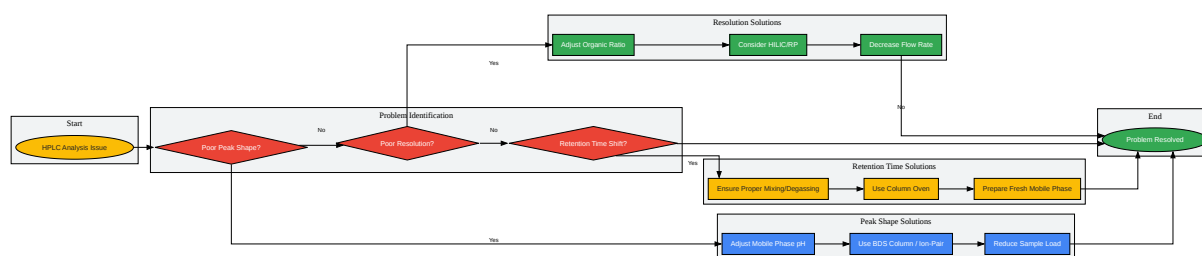 Resolution Solutions
Adjust Organic Ratio
Consider HILIC/RP
Decrease Flow Rate
Yes
No
Start
HPLC Analysis Issue
Problem Identification
Poor Peak Shape?
No
Poor Resolution?
No
Retention Time Shift?
Yes
End
Problem Resolved
Retention Time Solutions
Ensure Proper Mixing/Degassing
Use Column Oven
Prepare Fresh Mobile Phase
Peak Shape Solutions
Yes
Adjust Mobile Phase pH
Use BDS Column / Ion-Pair
Reduce Sample Load